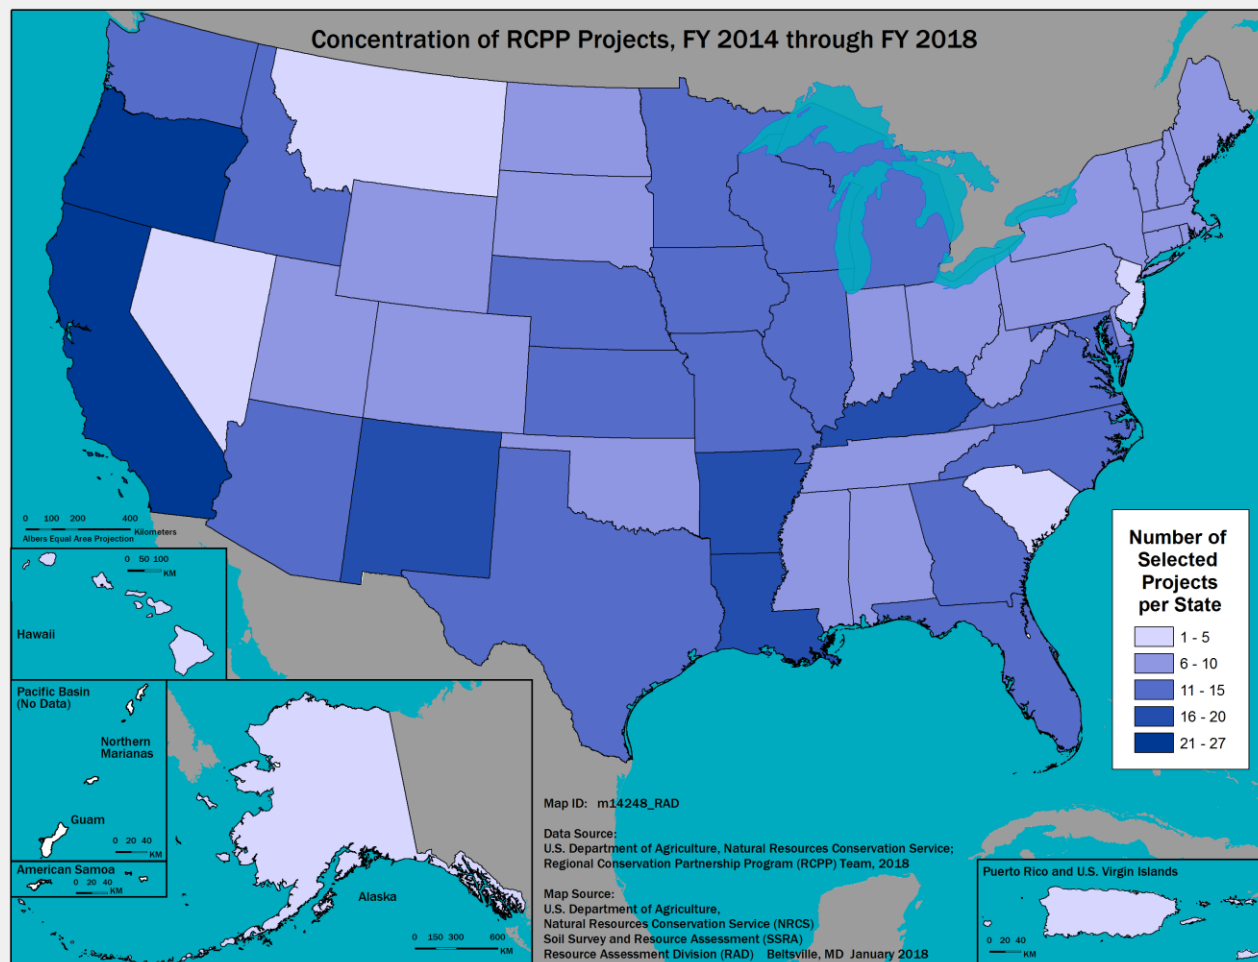 Concentration of RCPP Projects, FY 2014 through FY 2018
0 100 200 400
Kilometers
Albers Equal Area Projection
0 50 100
KM
Hawaii
Pacific Basin
(No Data)
Northern
Marianas
Guam
0 20 40
KM
American Samoa
0 20 40
KM
Alaska
0 150 300 600
KM
Map ID: m14248_RAD
Data Source:
U.S. Department of Agriculture, Natural Resources Conservation Service;
Regional Conservation Partnership Program (RCPP) Team, 2018
Map Source:
U.S. Department of Agriculture,
Natural Resources Conservation Service (NRCS)
Soil Survey and Resource Assessment (SSRA)
Resource Assessment Division (RAD) Beltsville, MD January 2018
Number of
Selected
Projects
per State
1 - 5
6 - 10
11 - 15
16 - 20
21 - 27
Puerto Rico and U.S. Virgin Islands
0 20 40
KM